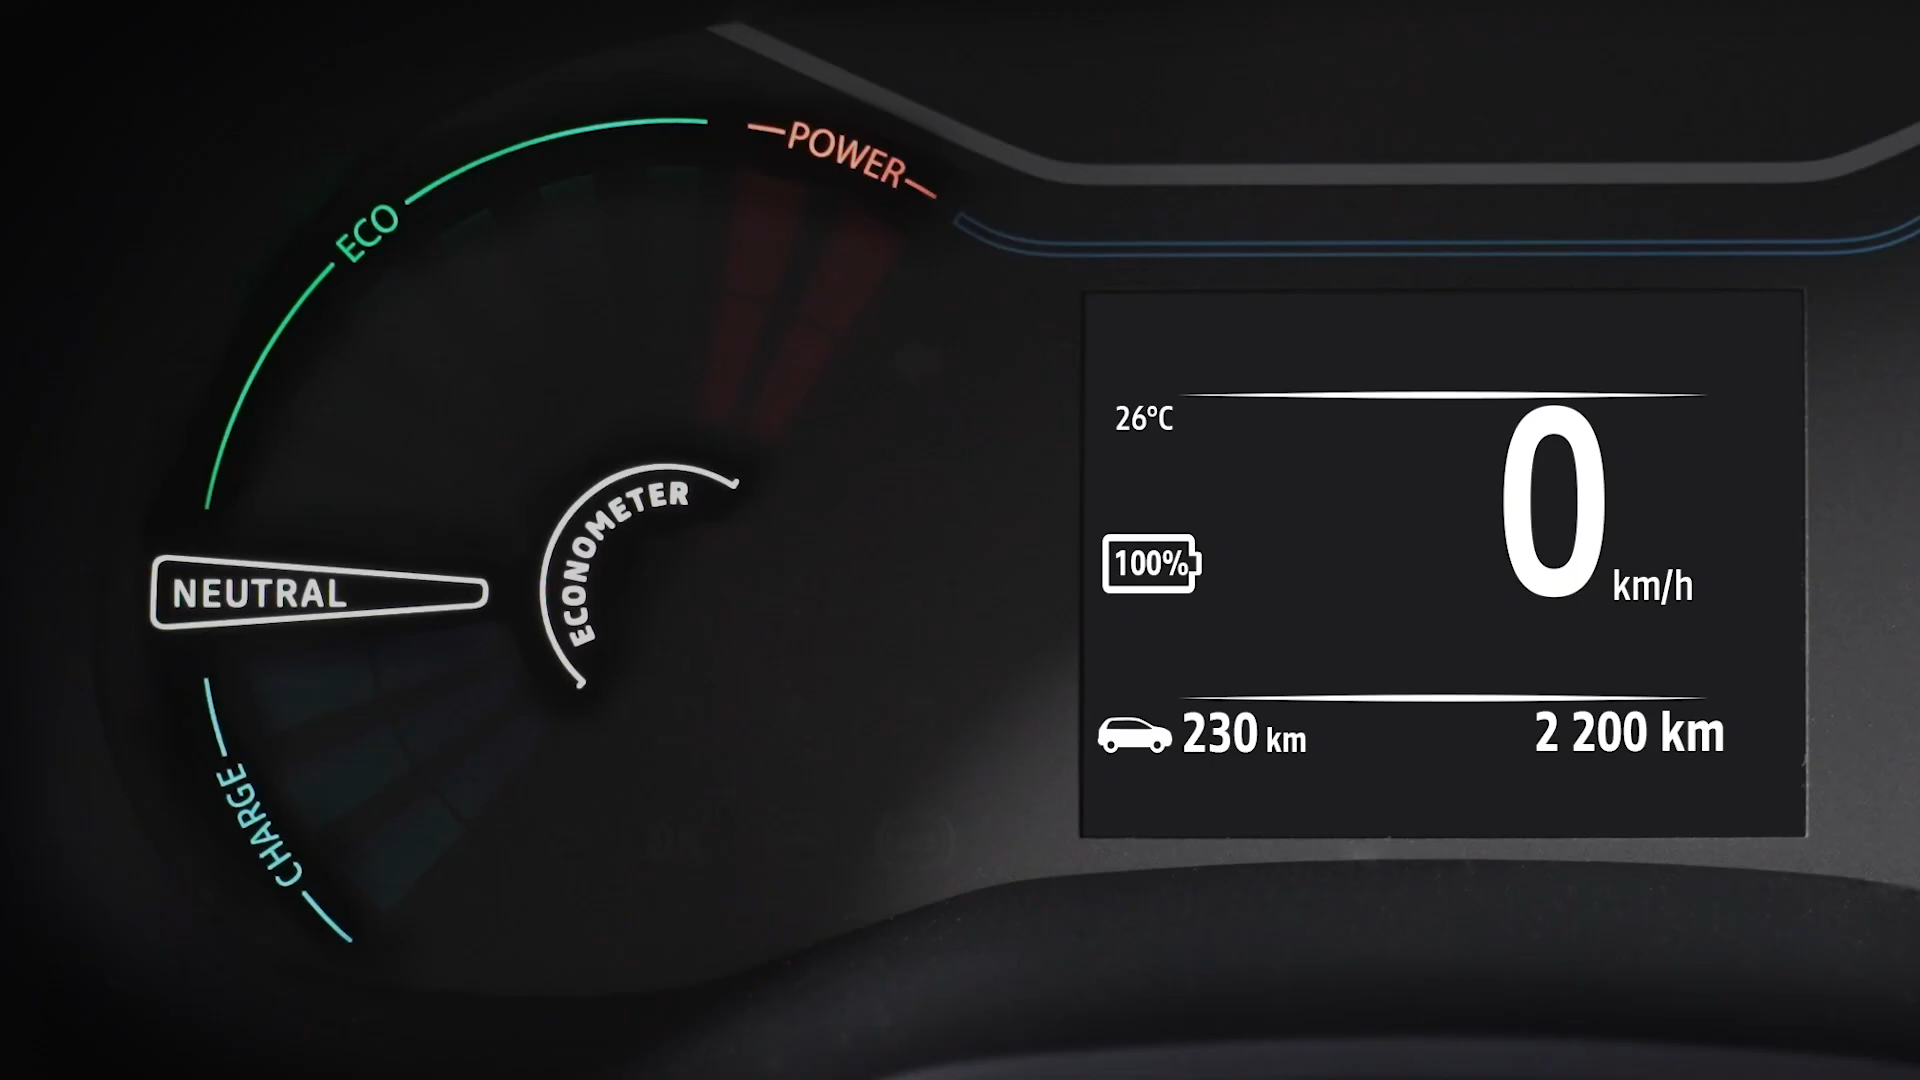 POWER
ECO
ECONOMETER
NEUTRAL
CHARGE
26°C
0 km/h
100%
230 km
2 200 km